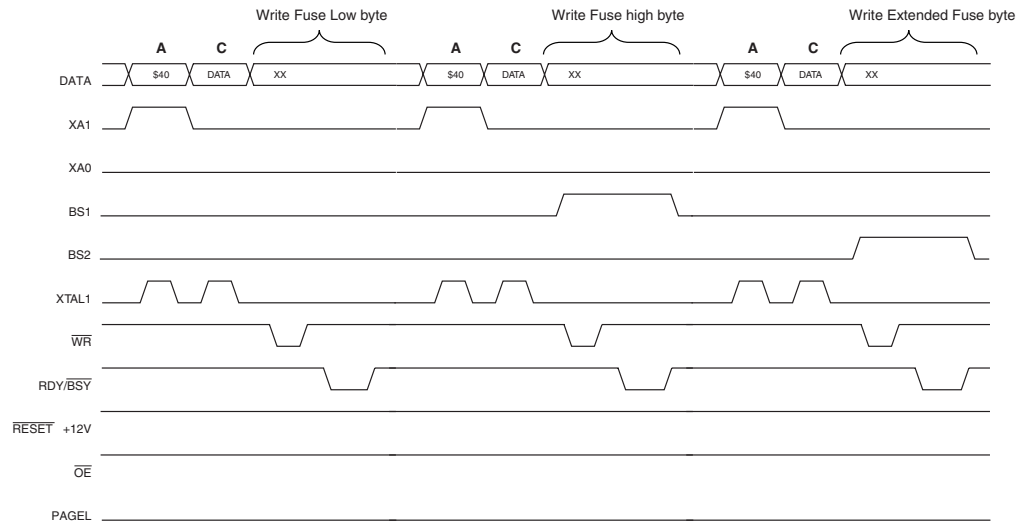 Write Fuse Low byte Write Fuse high byte Write Extended Fuse byte
A C A C A C
DATA $40 DATA XX $40 DATA XX $40 DATA XX
XA1
XA0
BS1
BS2
XTAL1
WR
RDY/BSY
RESET +12V
OE
PAGEL